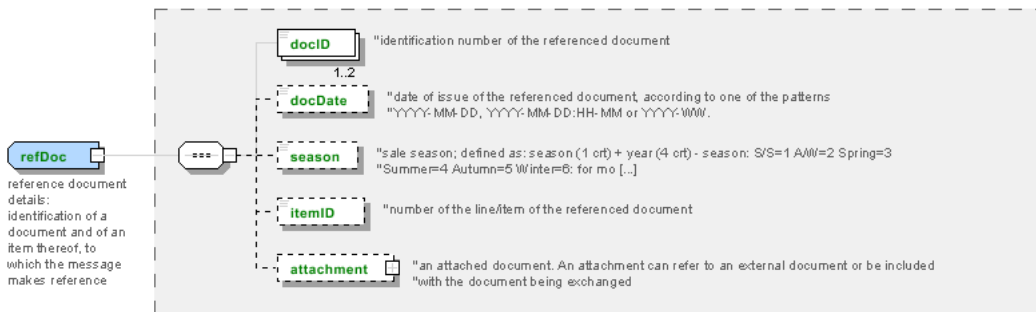 docID
"identification number of the referenced document
1..2
docDate
"date of issue of the referenced document, according to one of the patterns
"YYYY-MM-DD, YYYY-MM-DD:HH-MM or YYYY-WW.
refDoc
reference document
details:
identification of a
document and of an
item thereof, to
which the message
makes reference
season
"sale season; defined as: season (1 crt) + year (4 crt) - season: S/S=1 A/W=2 Spring=3
"Summer=4 Autumn=5 Winter=6: for mo [...]
itemID
"number of the line/item of the referenced document
attachment
"an attached document. An attachment can refer to an external document or be included
"with the document being exchanged